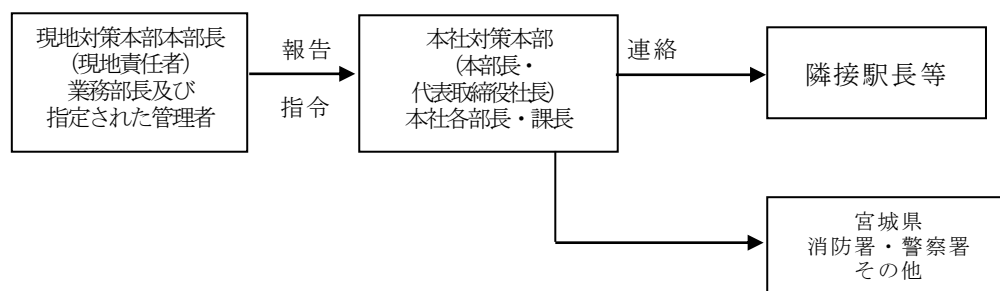 現地対策本部本部長
(現地責任者)
業務部長及び
指定された管理者
報告
指令
本社対策本部
(本部長・
代表取締役社長)
本社各部長・課長
連絡
隣接駅長等
宮城県
消防署・警察署
その他